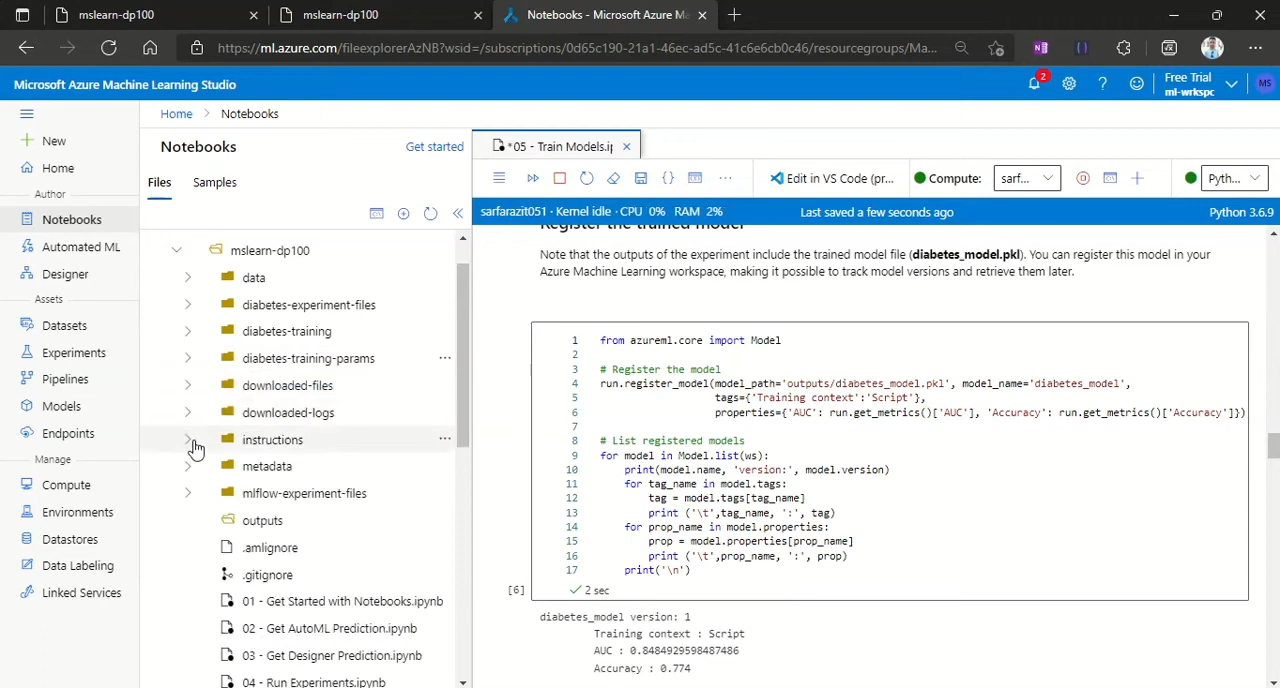 mslearn-dp100
mslearn-dp100
Notebooks - Microsoft Azure Ma
https://ml.azure.com/fileexplorerAzNB?wsid=/subscriptions/0d65c190-21a1-46ec-ad5c-41c6e6cb0c46/resourcegroups/Ma...
Microsoft Azure Machine Learning Studio
2
Free Trial
ml-wrkspc
MS
New
Home
Author
Notebooks
Automated ML
Designer
Assets
Datasets
Experiments
Pipelines
Models
Endpoints
Manage
Compute
Environments
Datastores
Data Labeling
Linked Services
Home > Notebooks
Notebooks
Get started
Files
Samples
mslearn-dp100
data
diabetes-experiment-files
diabetes-training
diabetes-training-params
downloaded-files
downloaded-logs
instructions
metadata
mlflow-experiment-files
outputs
.amlignore
.gitignore
01 - Get Started with Notebooks.ipynb
02 - Get AutoML Prediction.ipynb
03 - Get Designer Prediction.ipynb
04 - Run Experiments.ipynb
*05 - Train Models.ip
Edit in VS Code (pr...
Compute:
sarf...
Pyth...
sarfarazit051 · Kernel idle · CPU 0% RAM 2%
Last saved a few seconds ago
Python 3.6.9
Register the trained model
Note that the outputs of the experiment include the trained model file (diabetes_model.pkl). You can register this model in your
Azure Machine Learning workspace, making it possible to track model versions and retrieve them later.
1 from azureml.core import Model
2
3 # Register the model
4 run.register_model(model_path='outputs/diabetes_model.pkl', model_name='diabetes_model',
5 tags={'Training context':'Script'},
6 properties={'AUC': run.get_metrics()['AUC'], 'Accuracy': run.get_metrics()['Accuracy']})
7
8 # List registered models
9 for model in Model.list(ws):
10 print(model.name, 'version:', model.version)
11 for tag_name in model.tags:
12 tag = model.tags[tag_name]
13 print ('\t',tag_name, ':', tag)
14 for prop_name in model.properties:
15 prop = model.properties[prop_name]
16 print ('\t',prop_name, ':', prop)
17 print('\n')
[6]
2 sec
diabetes_model version: 1
Training context : Script
AUC : 0.8484929598487486
Accuracy : 0.774